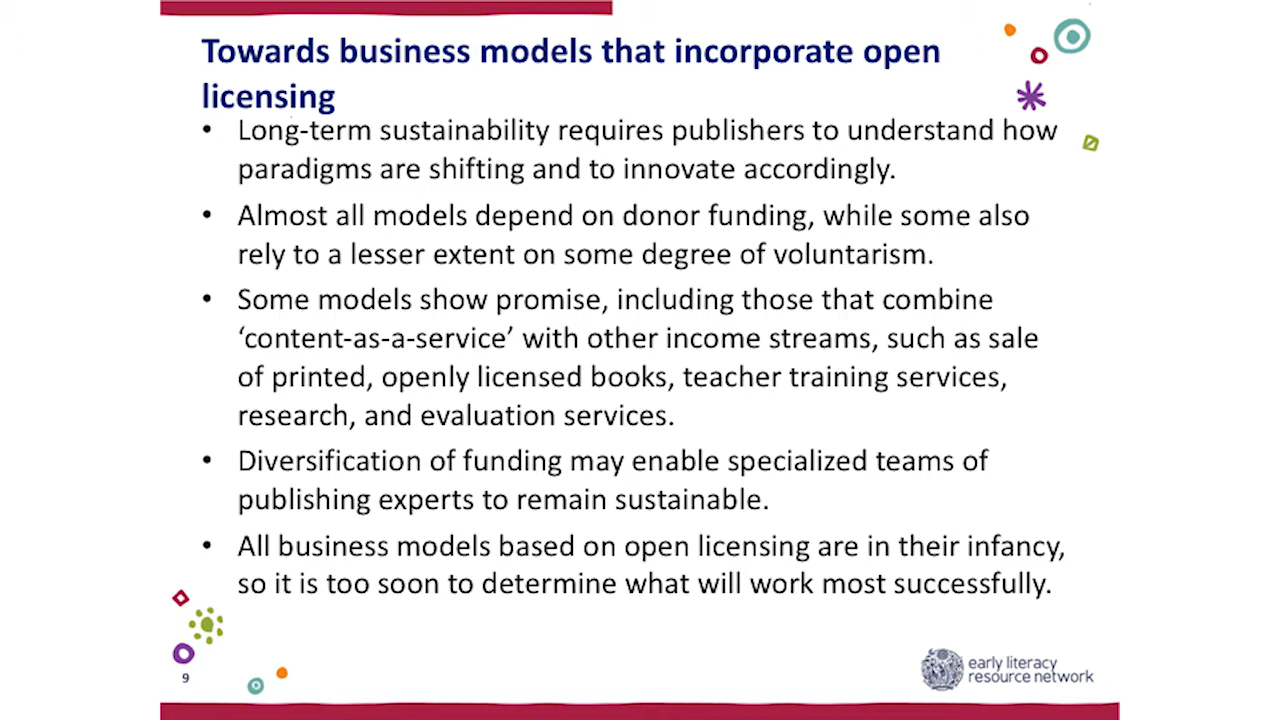 Towards business models that incorporate open
licensing
• Long-term sustainability requires publishers to understand how
paradigms are shifting and to innovate accordingly.
• Almost all models depend on donor funding, while some also
rely to a lesser extent on some degree of voluntarism.
• Some models show promise, including those that combine
‘content-as-a-service’ with other income streams, such as sale
of printed, openly licensed books, teacher training services,
research, and evaluation services.
• Diversification of funding may enable specialized teams of
publishing experts to remain sustainable.
• All business models based on open licensing are in their infancy,
so it is too soon to determine what will work most successfully.
9
early literacy
resource network